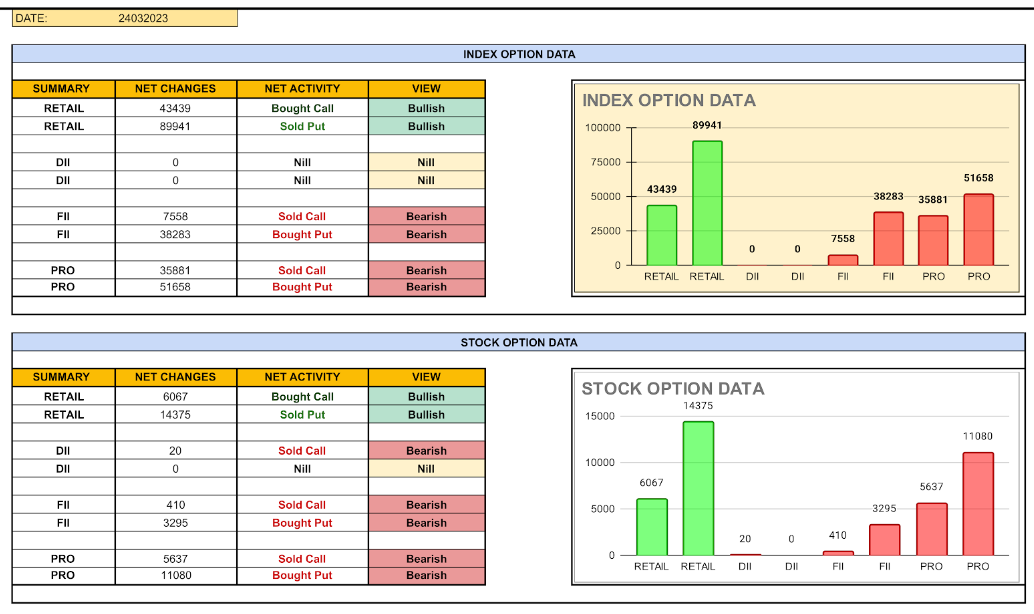 DATE: 24032023
INDEX OPTION DATA
SUMMARY NET CHANGES NET ACTIVITY VIEW
RETAIL 43439 Bought Call Bullish
RETAIL 89941 Sold Put Bullish
DII 0 Nill Nill
DII 0 Nill Nill
FII 7558 Sold Call Bearish
FII 38283 Bought Put Bearish
PRO 35881 Sold Call Bearish
PRO 51658 Bought Put Bearish
INDEX OPTION DATA
100000
75000
50000
25000
0
43439 89941 0 0 7558 38283 35881 51658
RETAIL RETAIL DII DII FII FII PRO PRO
STOCK OPTION DATA
SUMMARY NET CHANGES NET ACTIVITY VIEW
RETAIL 6067 Bought Call Bullish
RETAIL 14375 Sold Put Bullish
DII 20 Sold Call Bearish
DII 0 Nill Nill
FII 410 Sold Call Bearish
FII 3295 Bought Put Bearish
PRO 5637 Sold Call Bearish
PRO 11080 Bought Put Bearish
STOCK OPTION DATA
15000
10000
5000
0
6067 14375 20 0 410 3295 5637 11080
RETAIL RETAIL DII DII FII FII PRO PRO